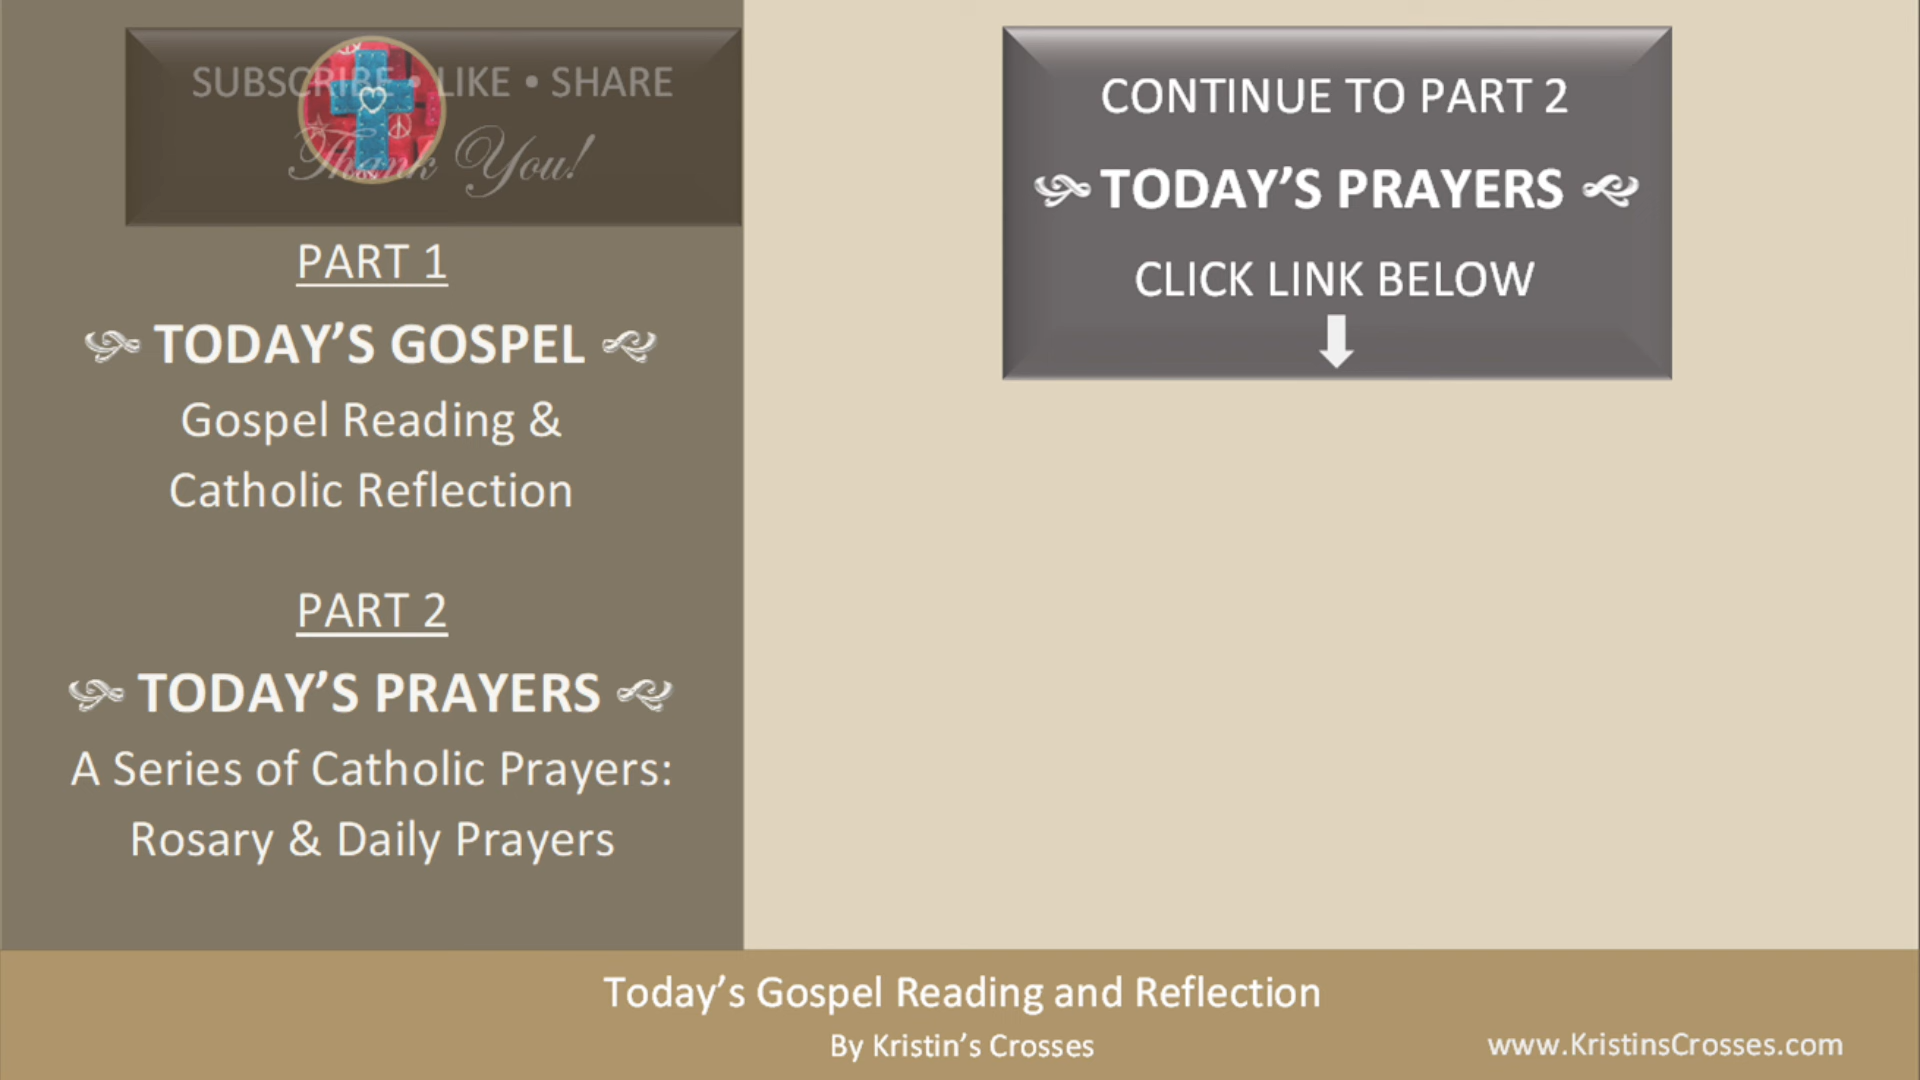 SUBSCRIBE • LIKE • SHARE
Thank You!
PART 1
TODAY’S GOSPEL
Gospel Reading &
Catholic Reflection
PART 2
TODAY’S PRAYERS
A Series of Catholic Prayers:
Rosary & Daily Prayers
CONTINUE TO PART 2
TODAY’S PRAYERS
CLICK LINK BELOW
Today’s Gospel Reading and Reflection
By Kristin’s Crosses
www.KristinsCrosses.com